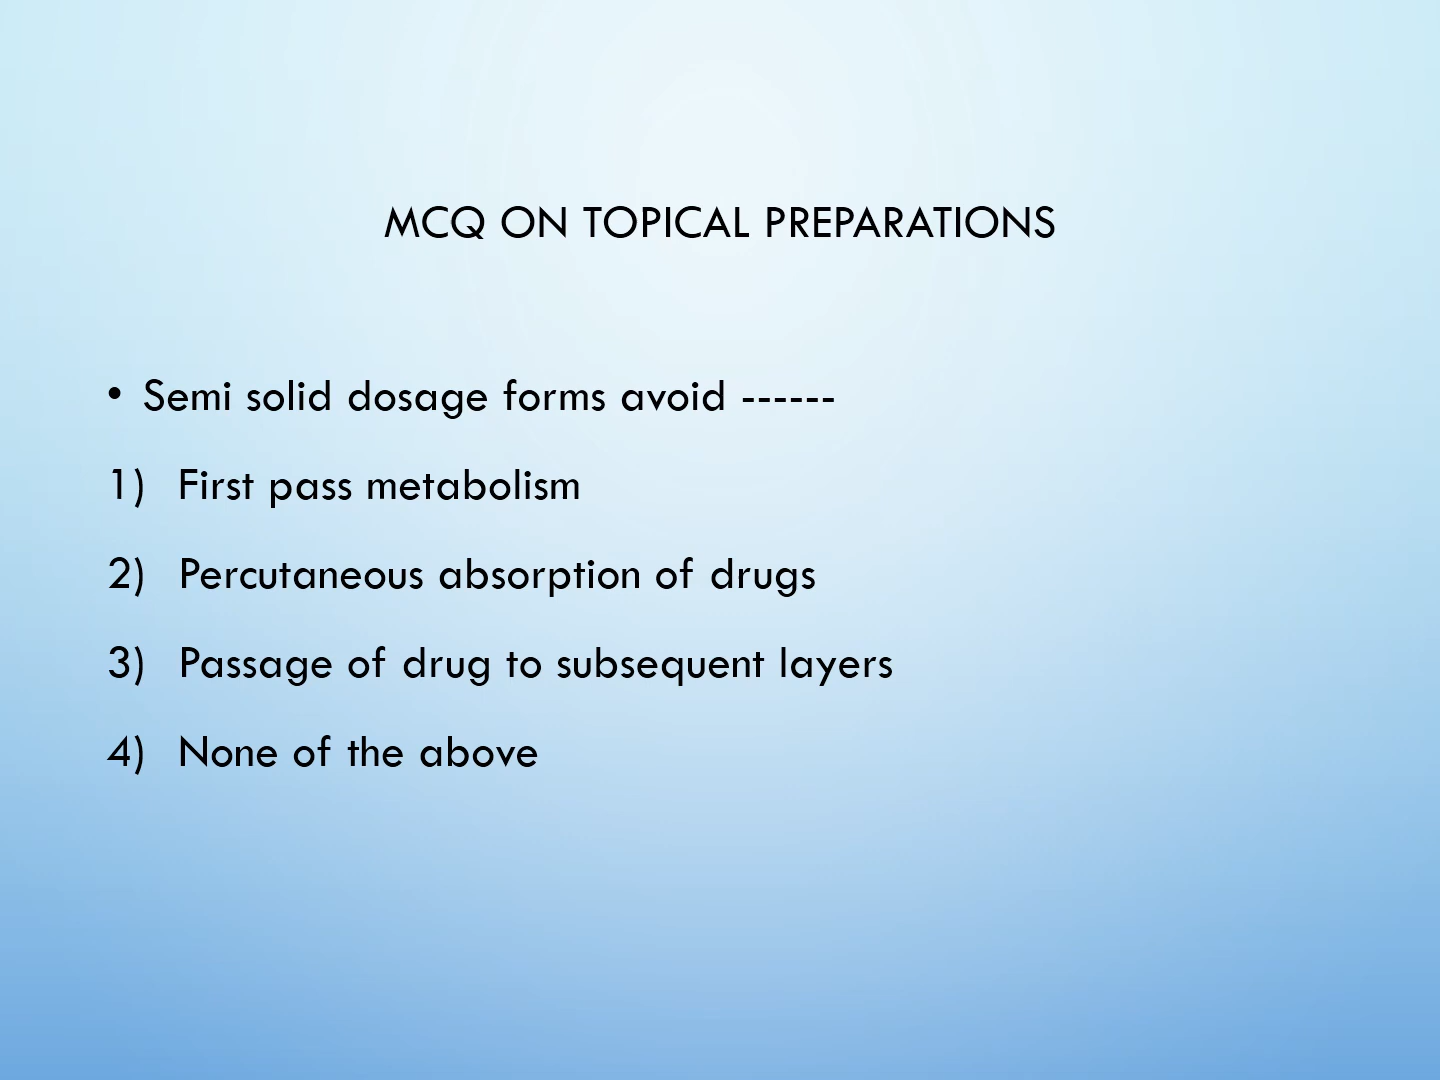 MCQ ON TOPICAL PREPARATIONS
• Semi solid dosage forms avoid ------
1) First pass metabolism
2) Percutaneous absorption of drugs
3) Passage of drug to subsequent layers
4) None of the above